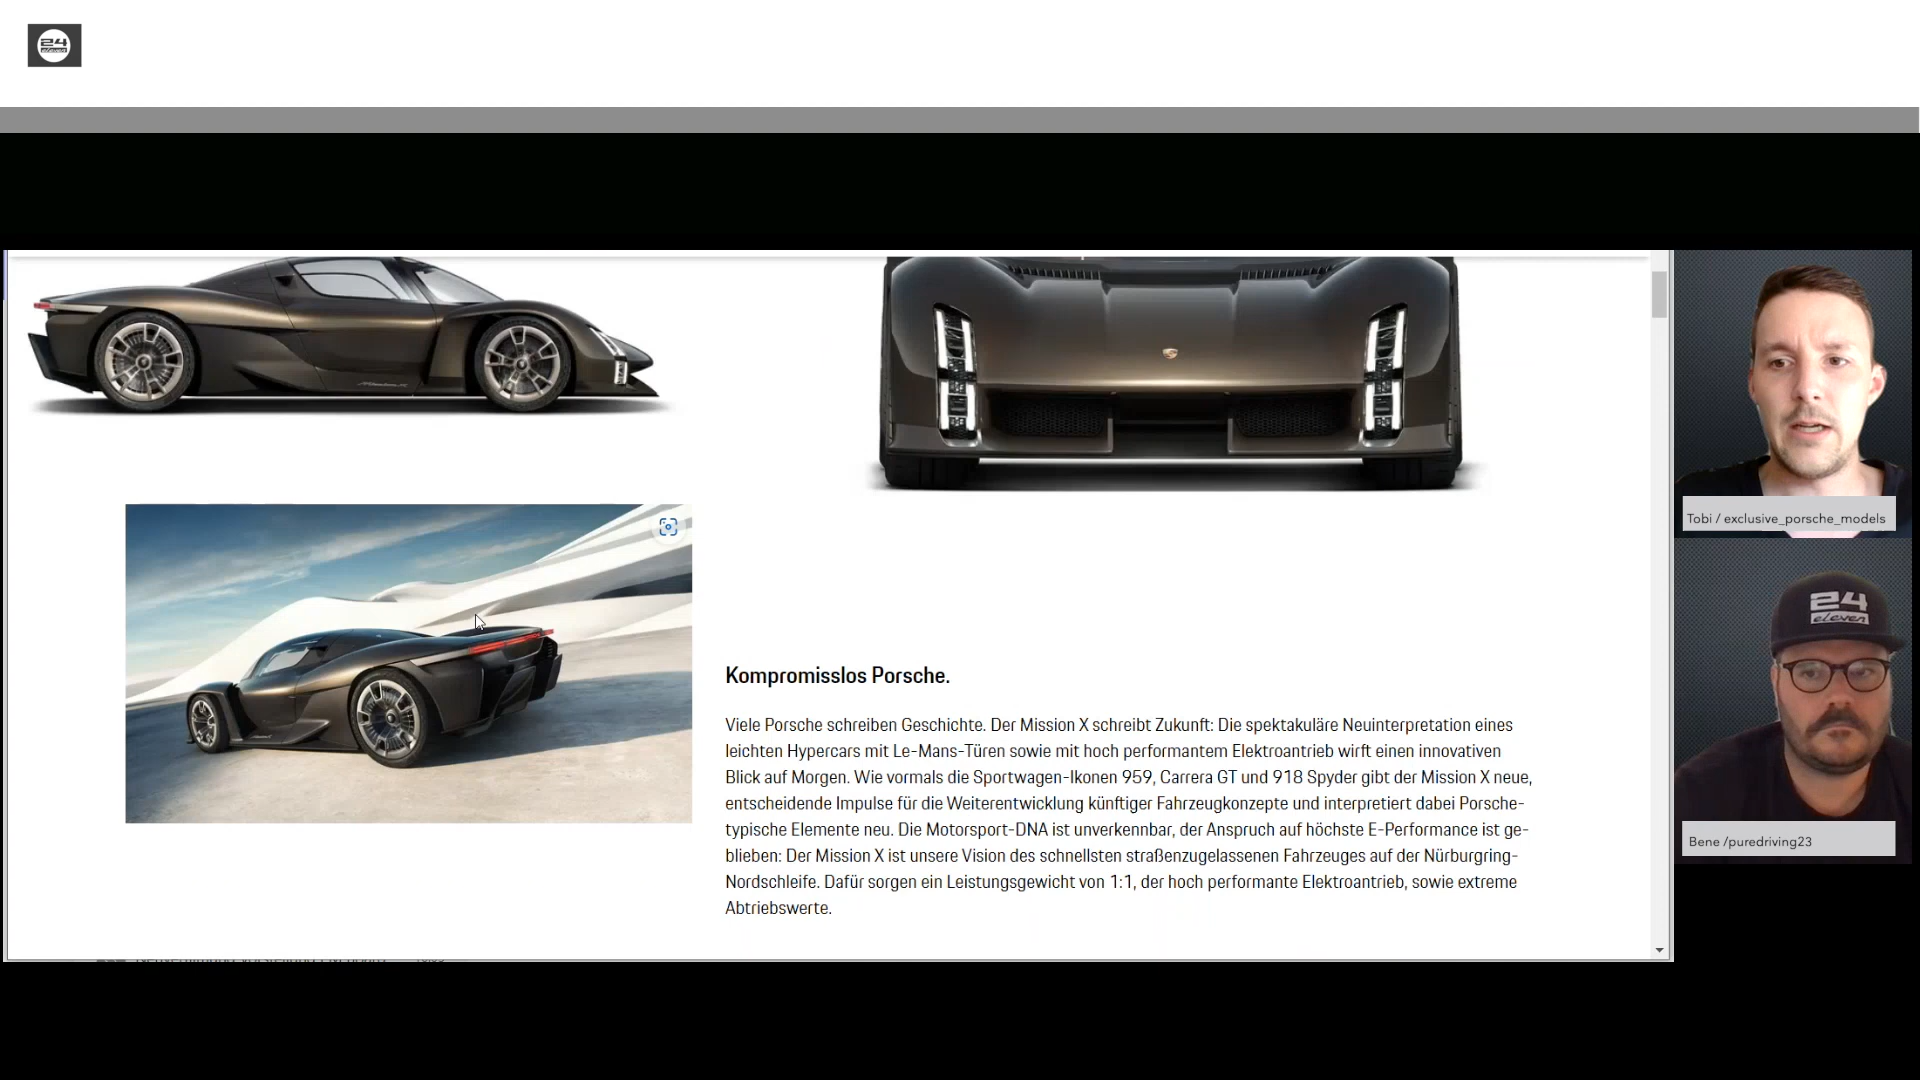 24
eleven
Tobi / exclusive_porsche_models
24
eleven
Kompromisslos Porsche.
Viele Porsche schreiben Geschichte. Der Mission X schreibt Zukunft: Die spektakuläre Neuinterpretation eines
leichten Hypercars mit Le-Mans-Türen sowie mit hoch performantem Elektroantrieb wirft einen innovativen
Blick auf Morgen. Wie vormals die Sportwagen-Ikonen 959, Carrera GT und 918 Spyder gibt der Mission X neue,
entscheidende Impulse für die Weiterentwicklung künftiger Fahrzeugkonzepte und interpretiert dabei Porsche-
typische Elemente neu. Die Motorsport-DNA ist unverkennbar, der Anspruch auf höchste E-Performance ist ge-
blieben: Der Mission X ist unsere Vision des schnellsten straßenzugelassenen Fahrzeuges auf der Nürburgring-
Nordschleife. Dafür sorgen ein Leistungsgewicht von 1:1, der hoch performante Elektroantrieb, sowie extreme
Abtriebswerte.
Bene /puredriving23